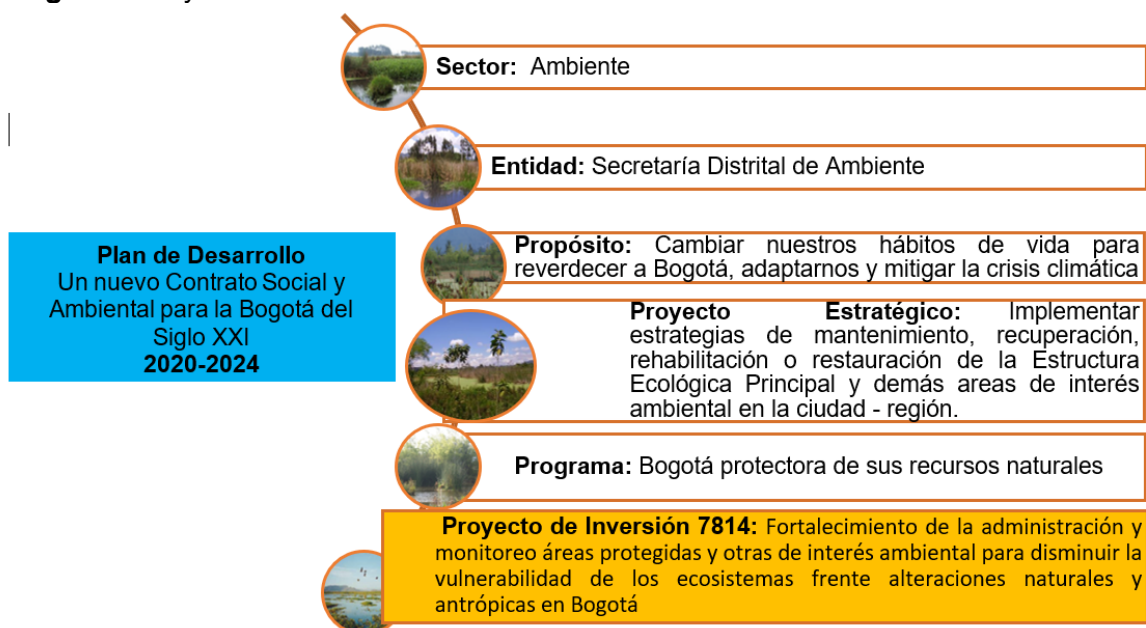 Sector: Ambiente
Entidad: Secretaría Distrital de Ambiente
Plan de Desarrollo
Un nuevo Contrato Social y
Ambiental para la Bogotá del
Siglo XXI
2020-2024
Propósito: Cambiar nuestros hábitos de vida para
reverdecer a Bogotá, adaptarnos y mitigar la crisis climática
Proyecto Estratégico: Implementar
estrategias de mantenimiento, recuperación,
rehabilitación o restauración de la Estructura
Ecológica Principal y demás areas de interés
ambiental en la ciudad - región.
Programa: Bogotá protectora de sus recursos naturales
Proyecto de Inversión 7814: Fortalecimiento de la administración y
monitoreo áreas protegidas y otras de interés ambiental para disminuir la
vulnerabilidad de los ecosistemas frente alteraciones naturales y
antrópicas en Bogotá